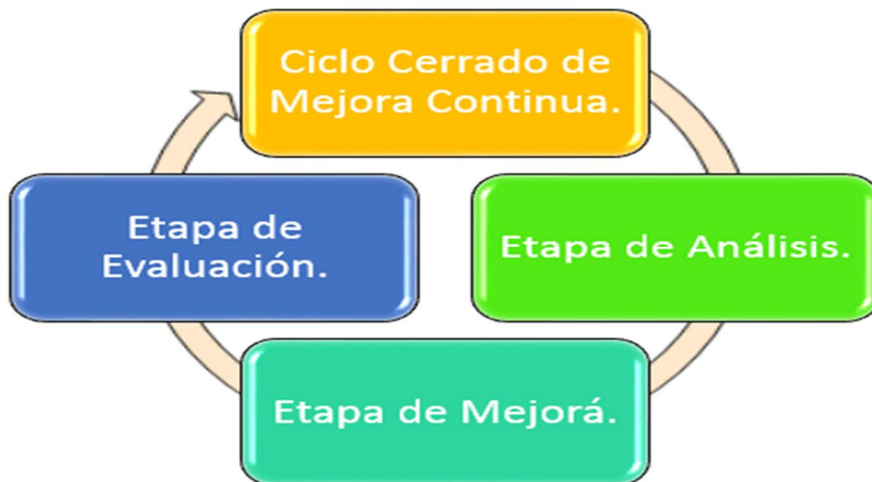 Ciclo Cerrado de
Mejora Continua.
Etapa de Análisis.
Etapa de Mejorá.
Etapa de
Evaluación.